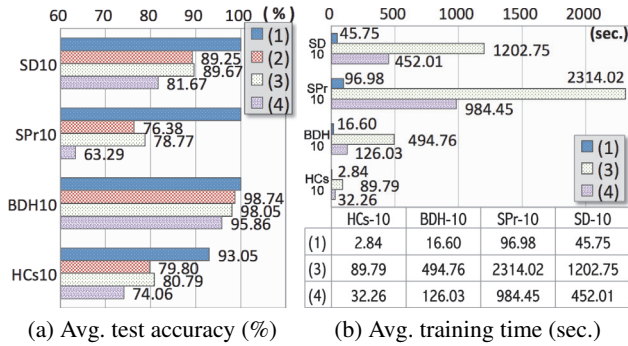 60 70 80 90 100 ( % )
(1)
(2)
(3)
(4)
SD10
89.25
89.67
81.67
SPr10
76.38
78.77
63.29
BDH10
98.74
98.05
95.86
HCs10
93.05
79.80
80.79
74.06
(a) Avg. test accuracy (%)
0 500 1000 1500 2000
(sec.)
SD
10
45.75
1202.75
452.01
SPr
10
96.98
2314.02
984.45
BDH
10
16.60
494.76
126.03
HCs
10
2.84
89.79
32.26
(1)
(3)
(4)
HCs-10 BDH-10 SPr-10 SD-10
(1) 2.84 16.60 96.98 45.75
(3) 89.79 494.76 2314.02 1202.75
(4) 32.26 126.03 984.45 452.01
(b) Avg. training time (sec.)